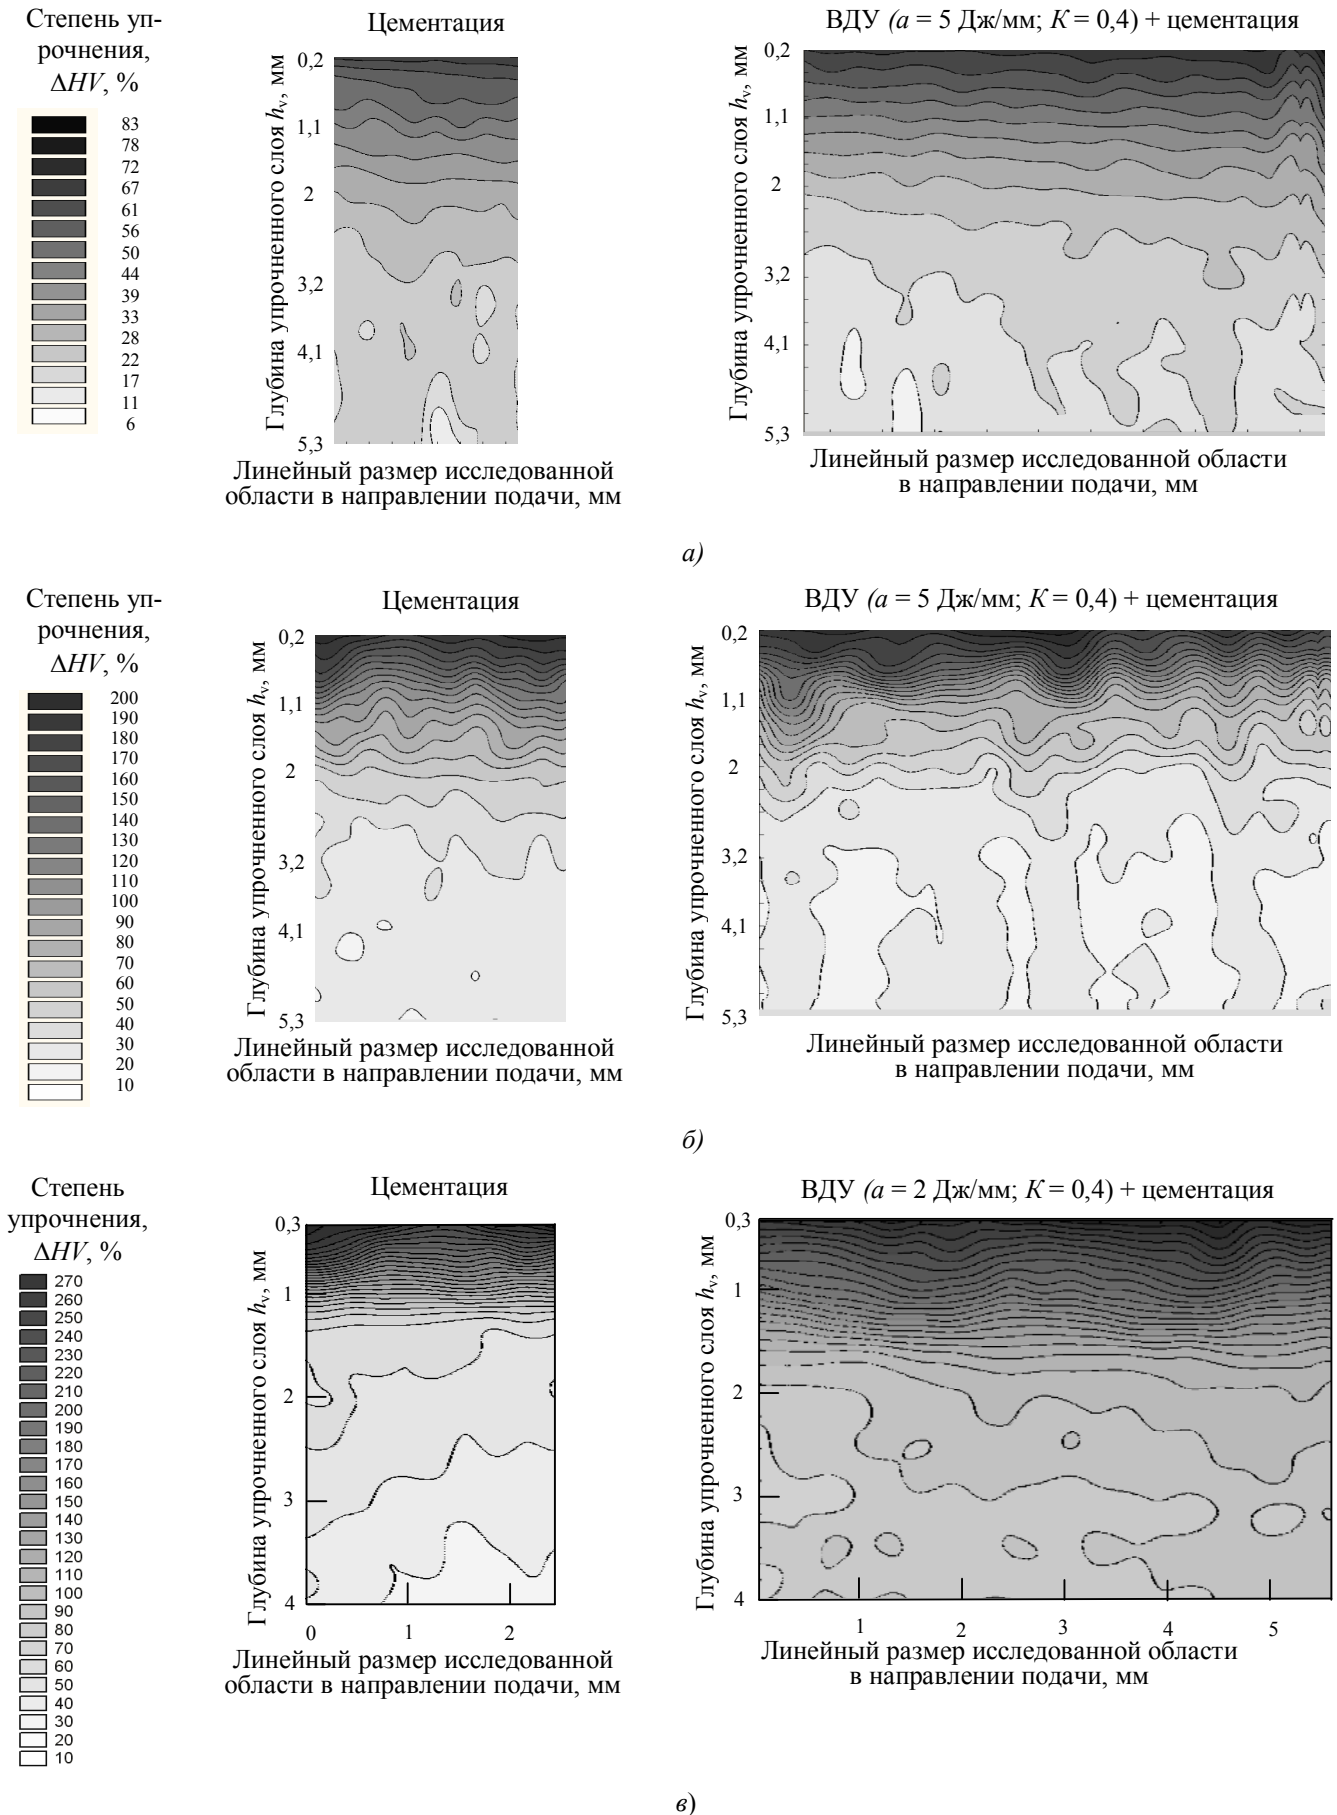 Степень уп-
рочнения,
ΔHV, %
83
78
72
67
61
56
50
44
39
33
28
22
17
11
6
Цементация
Глубина упрочненного слоя hᵥ, мм
0,2
1,1
2
3,2
4,1
5,3
Линейный размер исследованной
области в направлении подачи, мм
ВДУ (a = 5 Дж/мм; K = 0,4) + цементация
Глубина упрочненного слоя hᵥ, мм
0,2
1,1
2
3,2
4,1
5,3
Линейный размер исследованной области
в направлении подачи, мм
а)
Степень уп-
рочнения,
ΔHV, %
200
190
180
170
160
150
140
130
120
110
100
90
80
70
60
50
40
30
20
10
Цементация
Глубина упрочненного слоя hᵥ, мм
0,2
1,1
2
3,2
4,1
5,3
Линейный размер исследованной
области в направлении подачи, мм
ВДУ (a = 5 Дж/мм; K = 0,4) + цементация
Глубина упрочненного слоя hᵥ, мм
0,2
1,1
2
3,2
4,1
5,3
Линейный размер исследованной области
в направлении подачи, мм
б)
Степень
упрочнения,
ΔHV, %
270
260
250
240
230
220
210
200
190
180
170
160
150
140
130
120
110
100
90
80
70
60
50
40
30
20
10
Цементация
Глубина упрочненного слоя hᵥ, мм
0,3
1
2
3
4
0 1 2
Линейный размер исследованной
области в направлении подачи, мм
ВДУ (a = 2 Дж/мм; K = 0,4) + цементация
Глубина упрочненного слоя hᵥ, мм
0,3
1
2
3
4
1 2 3 4 5
Линейный размер исследованной области
в направлении подачи, мм
в)